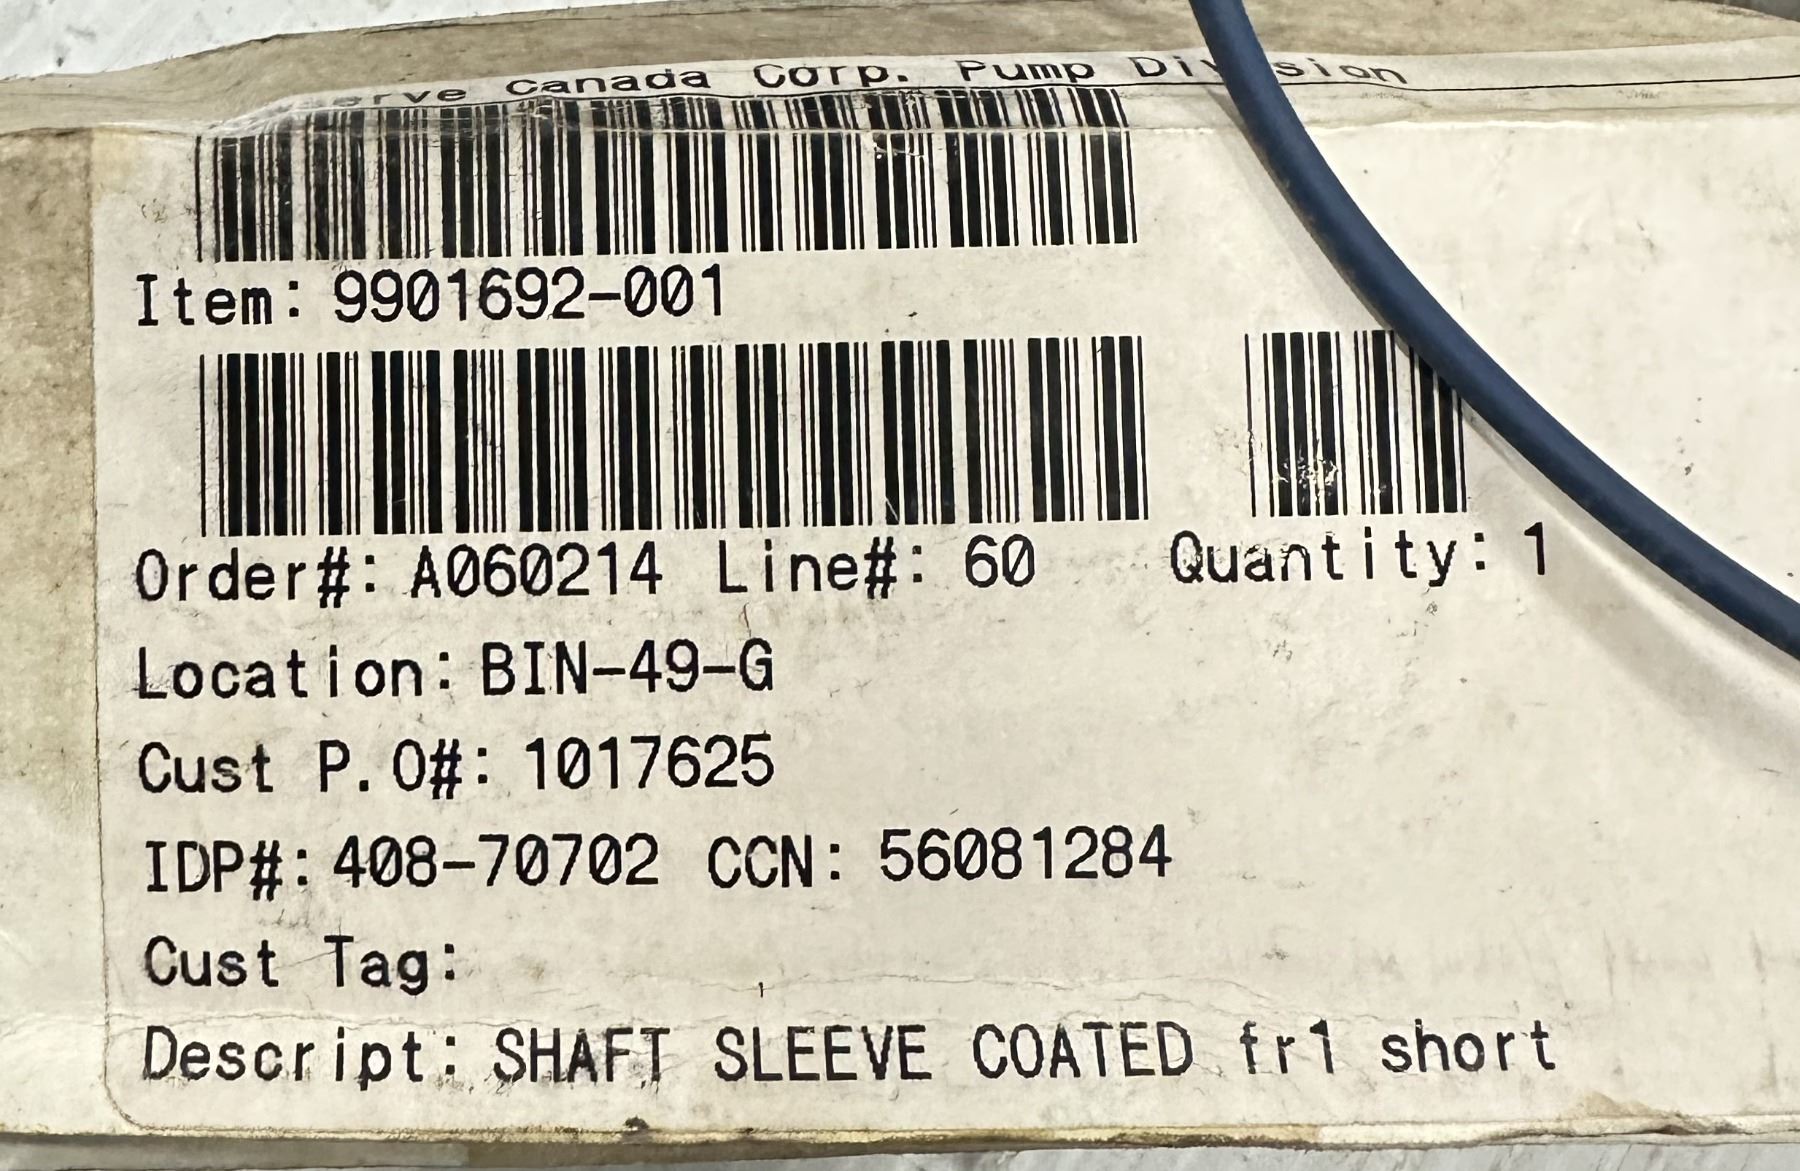 Canada Corp. Pump Division
Item: 9901692-001
Order#: A060214 Line#: 60 Quantity: 1
Location: BIN-49-G
Cust P.O#: 1017625
IDP#: 408-70702 CCN: 56081284
Cust Tag:
Descript: SHAFT SLEEVE COATED fr1 short